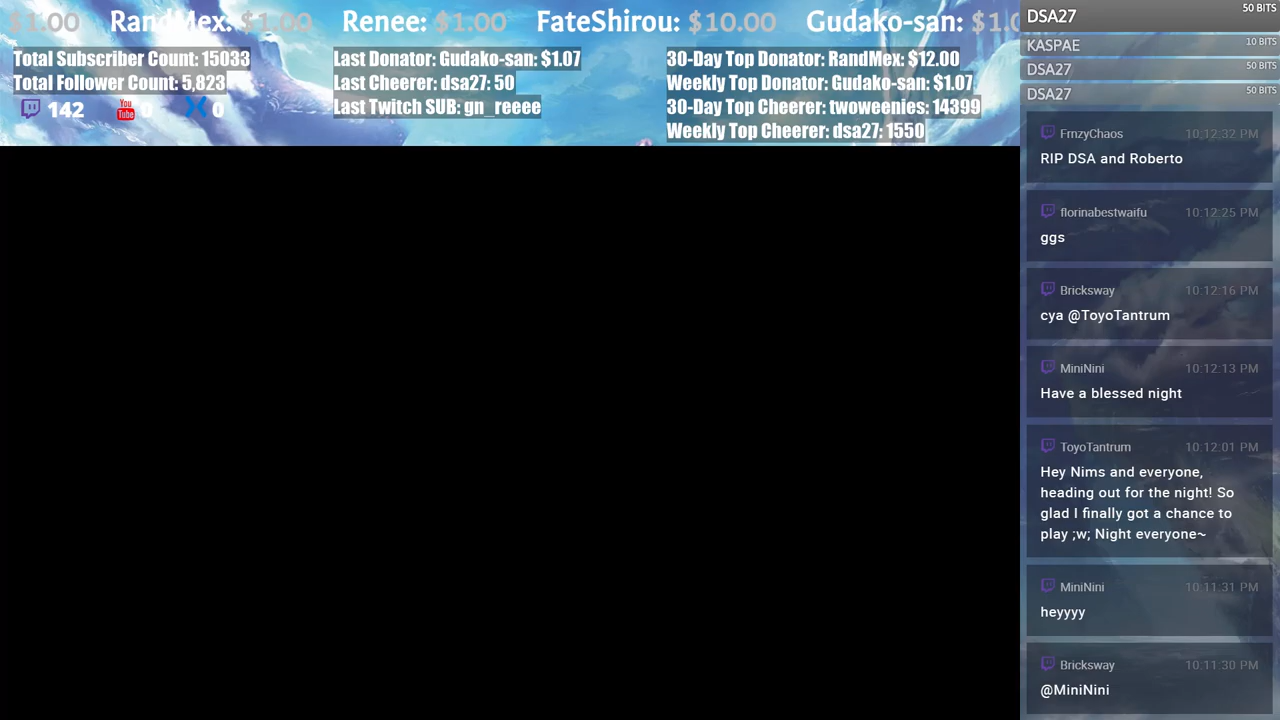 $1.00 RandMex: $1.00 Renee: $1.00 FateShirou: $10.00 Gudako-san:
Total Subscriber Count: 15033
Total Follower Count: 5,823
142 You Tube 0 0
Last Donator: Gudako-san: $1.07
Last Cheerer: dsa27: 50
Last Twitch SUB: gn_reeee
30-Day Top Donator: RandMex: $12.00
Weekly Top Donator: Gudako-san: $1.07
30-Day Top Cheerer: twoweenies: 14399
Weekly Top Cheerer: dsa27: 1550
DSA27 50 BITS
KASPAE 10 BITS
DSA27 50 BITS
DSA27 50 BITS
FrnzyChaos 10:12:32 PM
RIP DSA and Roberto
florinabestwaifu 10:12:25 PM
ggs
Bricksway 10:12:16 PM
cya @ToyoTantrum
MiniNini 10:12:13 PM
Have a blessed night
ToyoTantrum 10:12:01 PM
Hey Nims and everyone,
heading out for the night! So
glad I finally got a chance to
play ;w; Night everyone~
MiniNini 10:11:31 PM
heyyyy
Bricksway 10:11:30 PM
@MiniNini